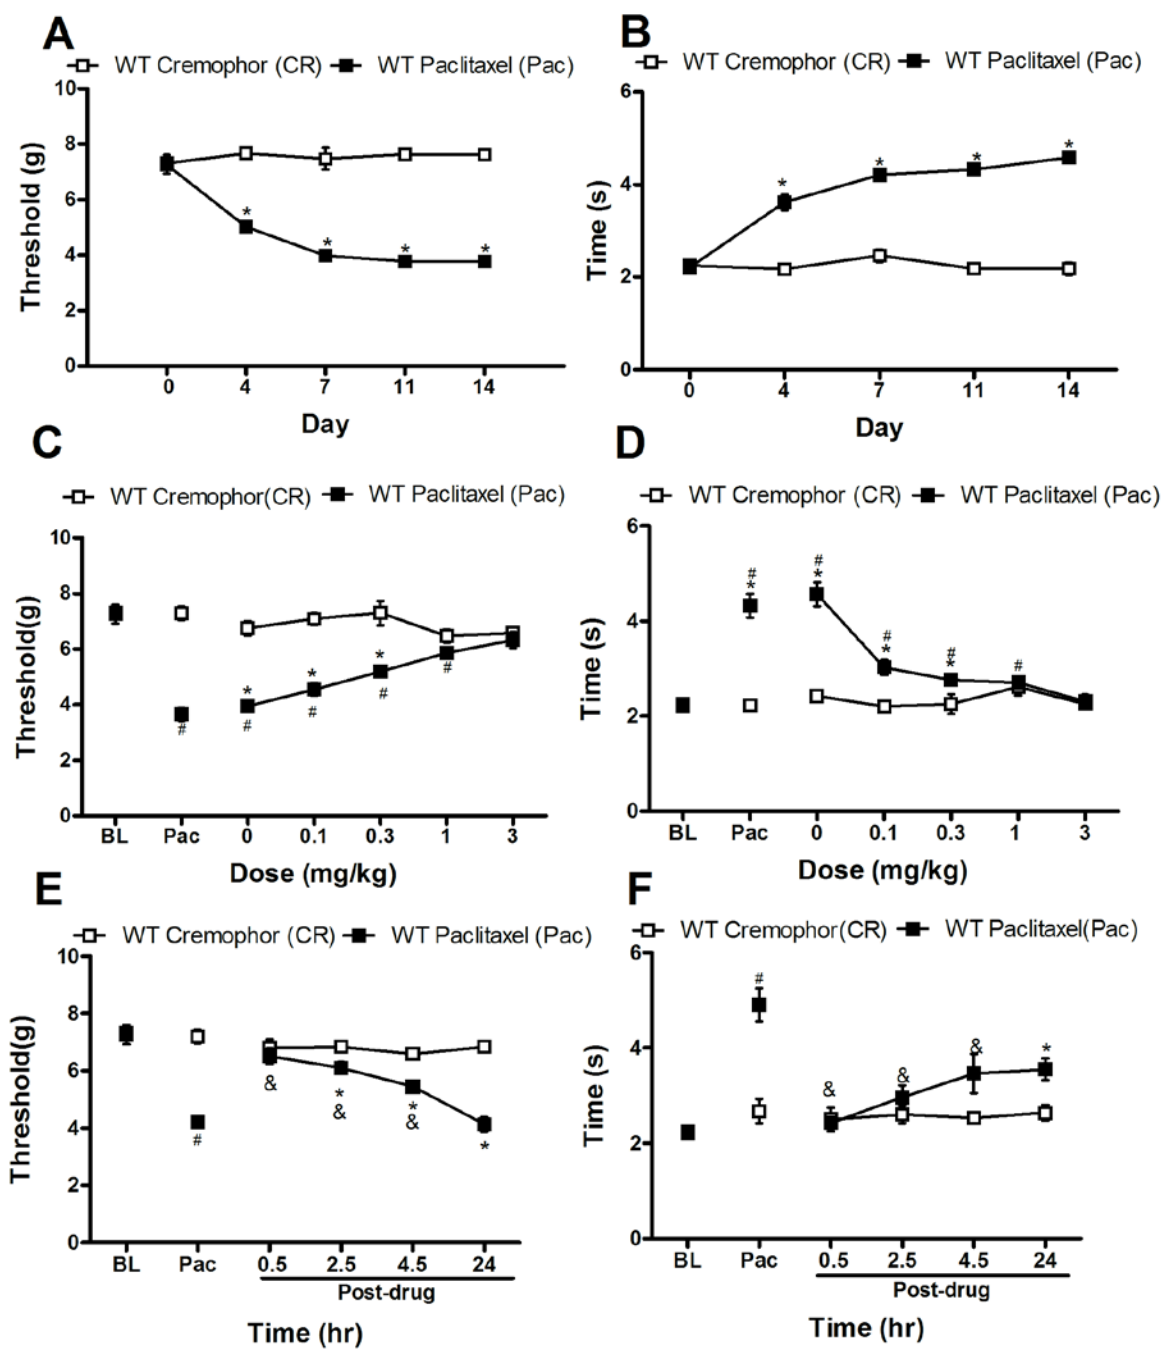 A
WT Cremophor (CR) WT Paclitaxel (Pac)
10
8
6
4
2
0
Threshold (g)
* * * *
0 4 7 11 14
Day
B
WT Cremophor (CR) WT Paclitaxel (Pac)
6
4
2
0
Time (s)
* * * *
0 4 7 11 14
Day
C
WT Cremophor(CR) WT Paclitaxel (Pac)
10
8
6
4
2
0
Threshold(g)
* * *
# # # # #
BL Pac 0 0.1 0.3 1 3
Dose (mg/kg)
D
WT Cremophor (CR) WT Paclitaxel (Pac)
6
4
2
0
Time (s)
# # # # #
* * * *
BL Pac 0 0.1 0.3 1 3
Dose (mg/kg)
E
WT Cremophor (CR) WT Paclitaxel (Pac)
10
8
6
4
2
0
Threshold(g)
# & * & * & *
BL Pac 0.5 2.5 4.5 24
Post-drug
Time (hr)
F
WT Cremophor(CR) WT Paclitaxel(Pac)
6
4
2
0
Time (s)
# & & & *
BL Pac 0.5 2.5 4.5 24
Post-drug
Time (hr)